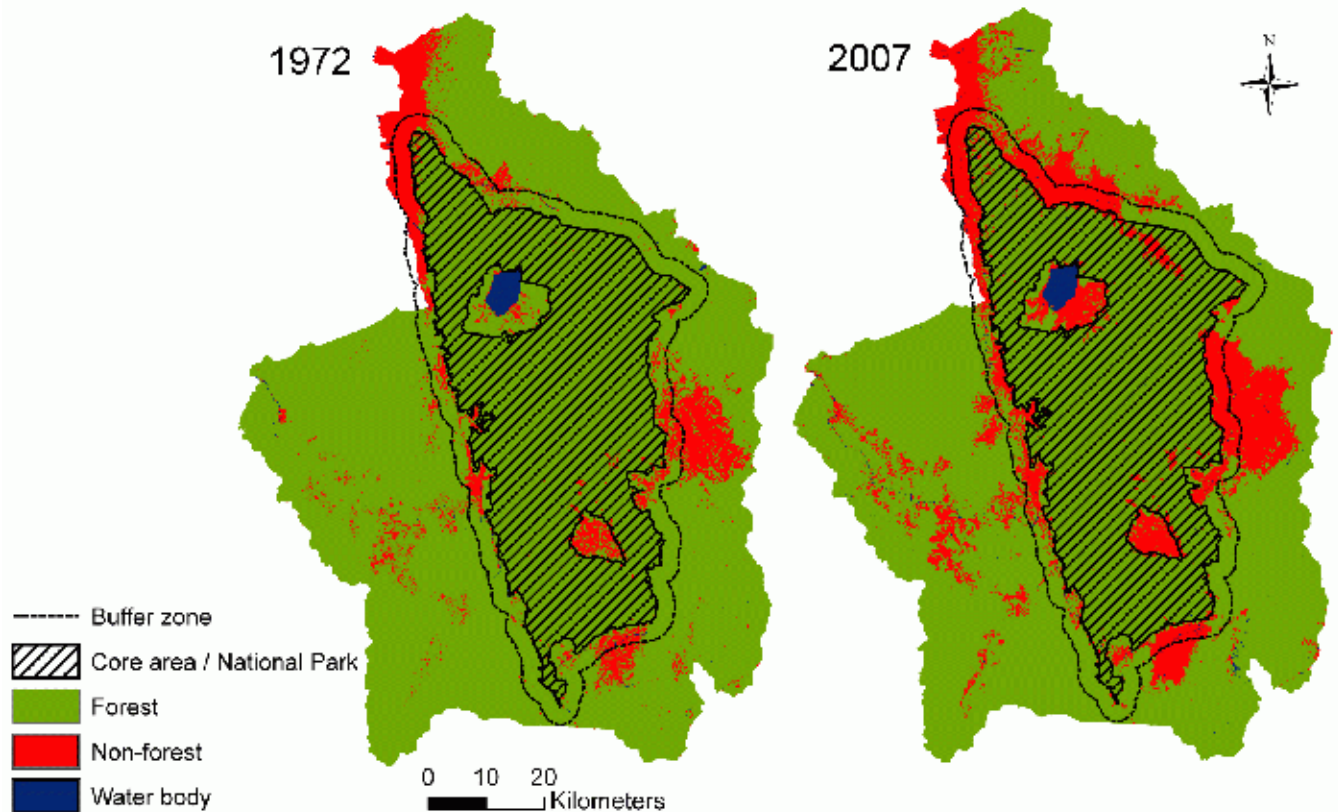 1972
2007
N
Buffer zone
Core area / National Park
Forest
Non-forest
Water body
0 10 20
Kilometers